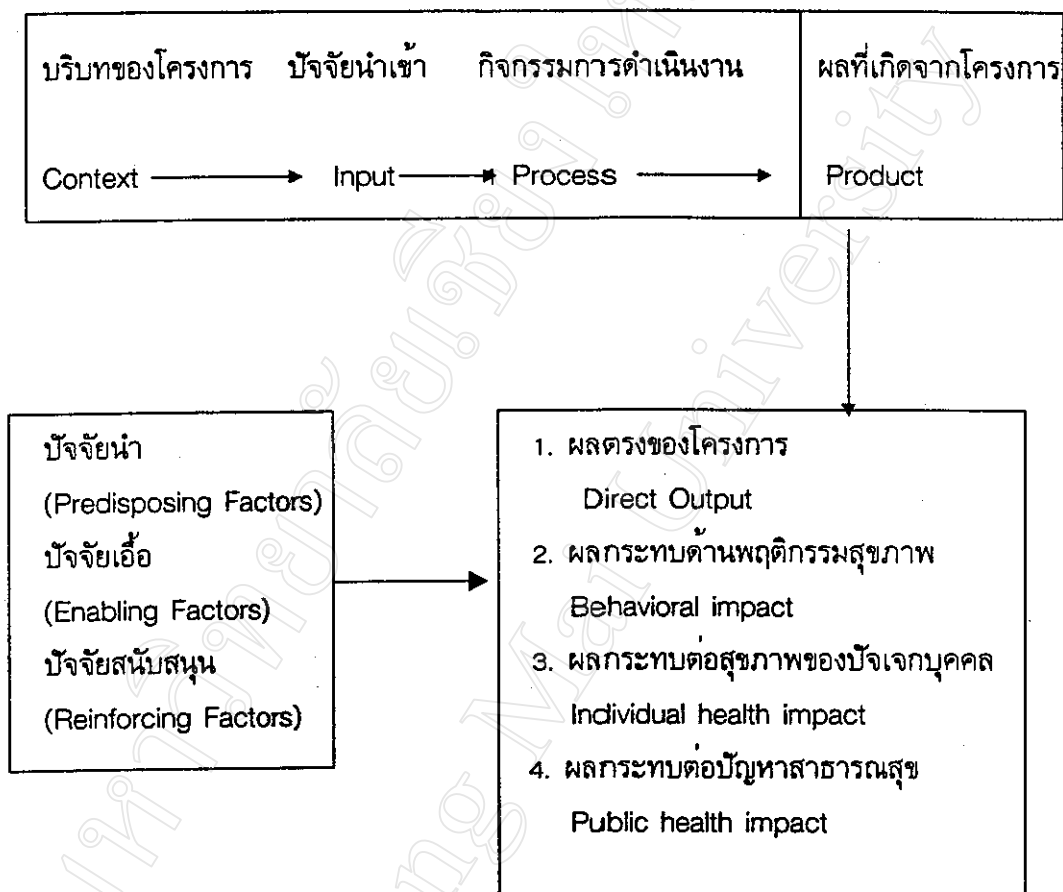 บริบทของโครงการ ปัจจัยนำเข้า กิจกรรมการดำเนินงาน ผลที่เกิดจากโครงการ
Context Input Process Product
ปัจจัยนำ
(Predisposing Factors)
ปัจจัยเอื้อ
(Enabling Factors)
ปัจจัยสนับสนุน
(Reinforcing Factors)
1. ผลตรงของโครงการ
Direct Output
2. ผลกระทบด้านพฤติกรรมสุขภาพ
Behavioral impact
3. ผลกระทบต่อสุขภาพของปัจเจกบุคคล
Individual health impact
4. ผลกระทบต่อปัญหาสาธารณสุข
Public health impact
ng Mai University